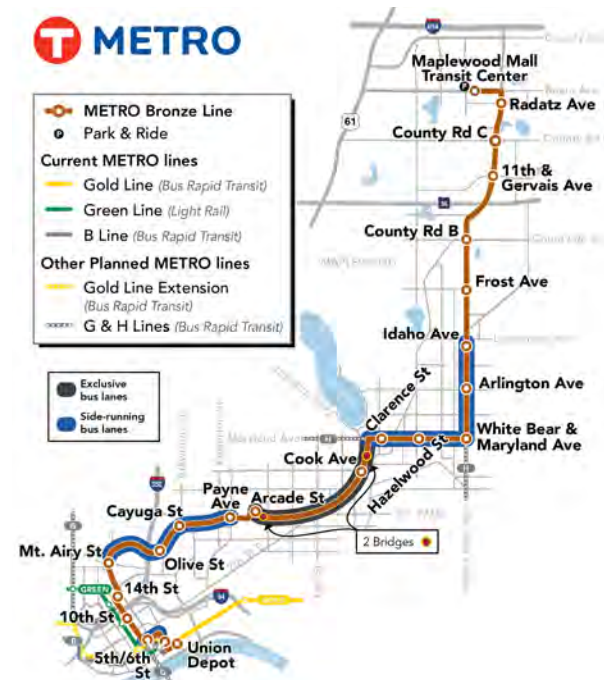 T METRO
METRO Bronze Line
P Park & Ride
Current METRO lines
Gold Line (Bus Rapid Transit)
Green Line (Light Rail)
B Line (Bus Rapid Transit)
Other Planned METRO lines
Gold Line Extension
(Bus Rapid Transit)
G & H Lines (Bus Rapid Transit)
Exclusive
bus lanes
Side-running
bus lanes
61
Maplewood Mall
Transit Center
P
Radatz Ave
County Rd C
11th &
Gervais Ave
County Rd B
Frost Ave
Idaho Ave
Arlington Ave
Clarence St
Maryland Ave
H
White Bear &
Maryland Ave
Hazelwood St
Cook Ave
H
Payne
Ave
Arcade St
Cayuga St
2 Bridges
Mt. Airy St
Olive St
G
GREEN
14th St
10th St
94
5th/6th
St
Union
Depot
B
G